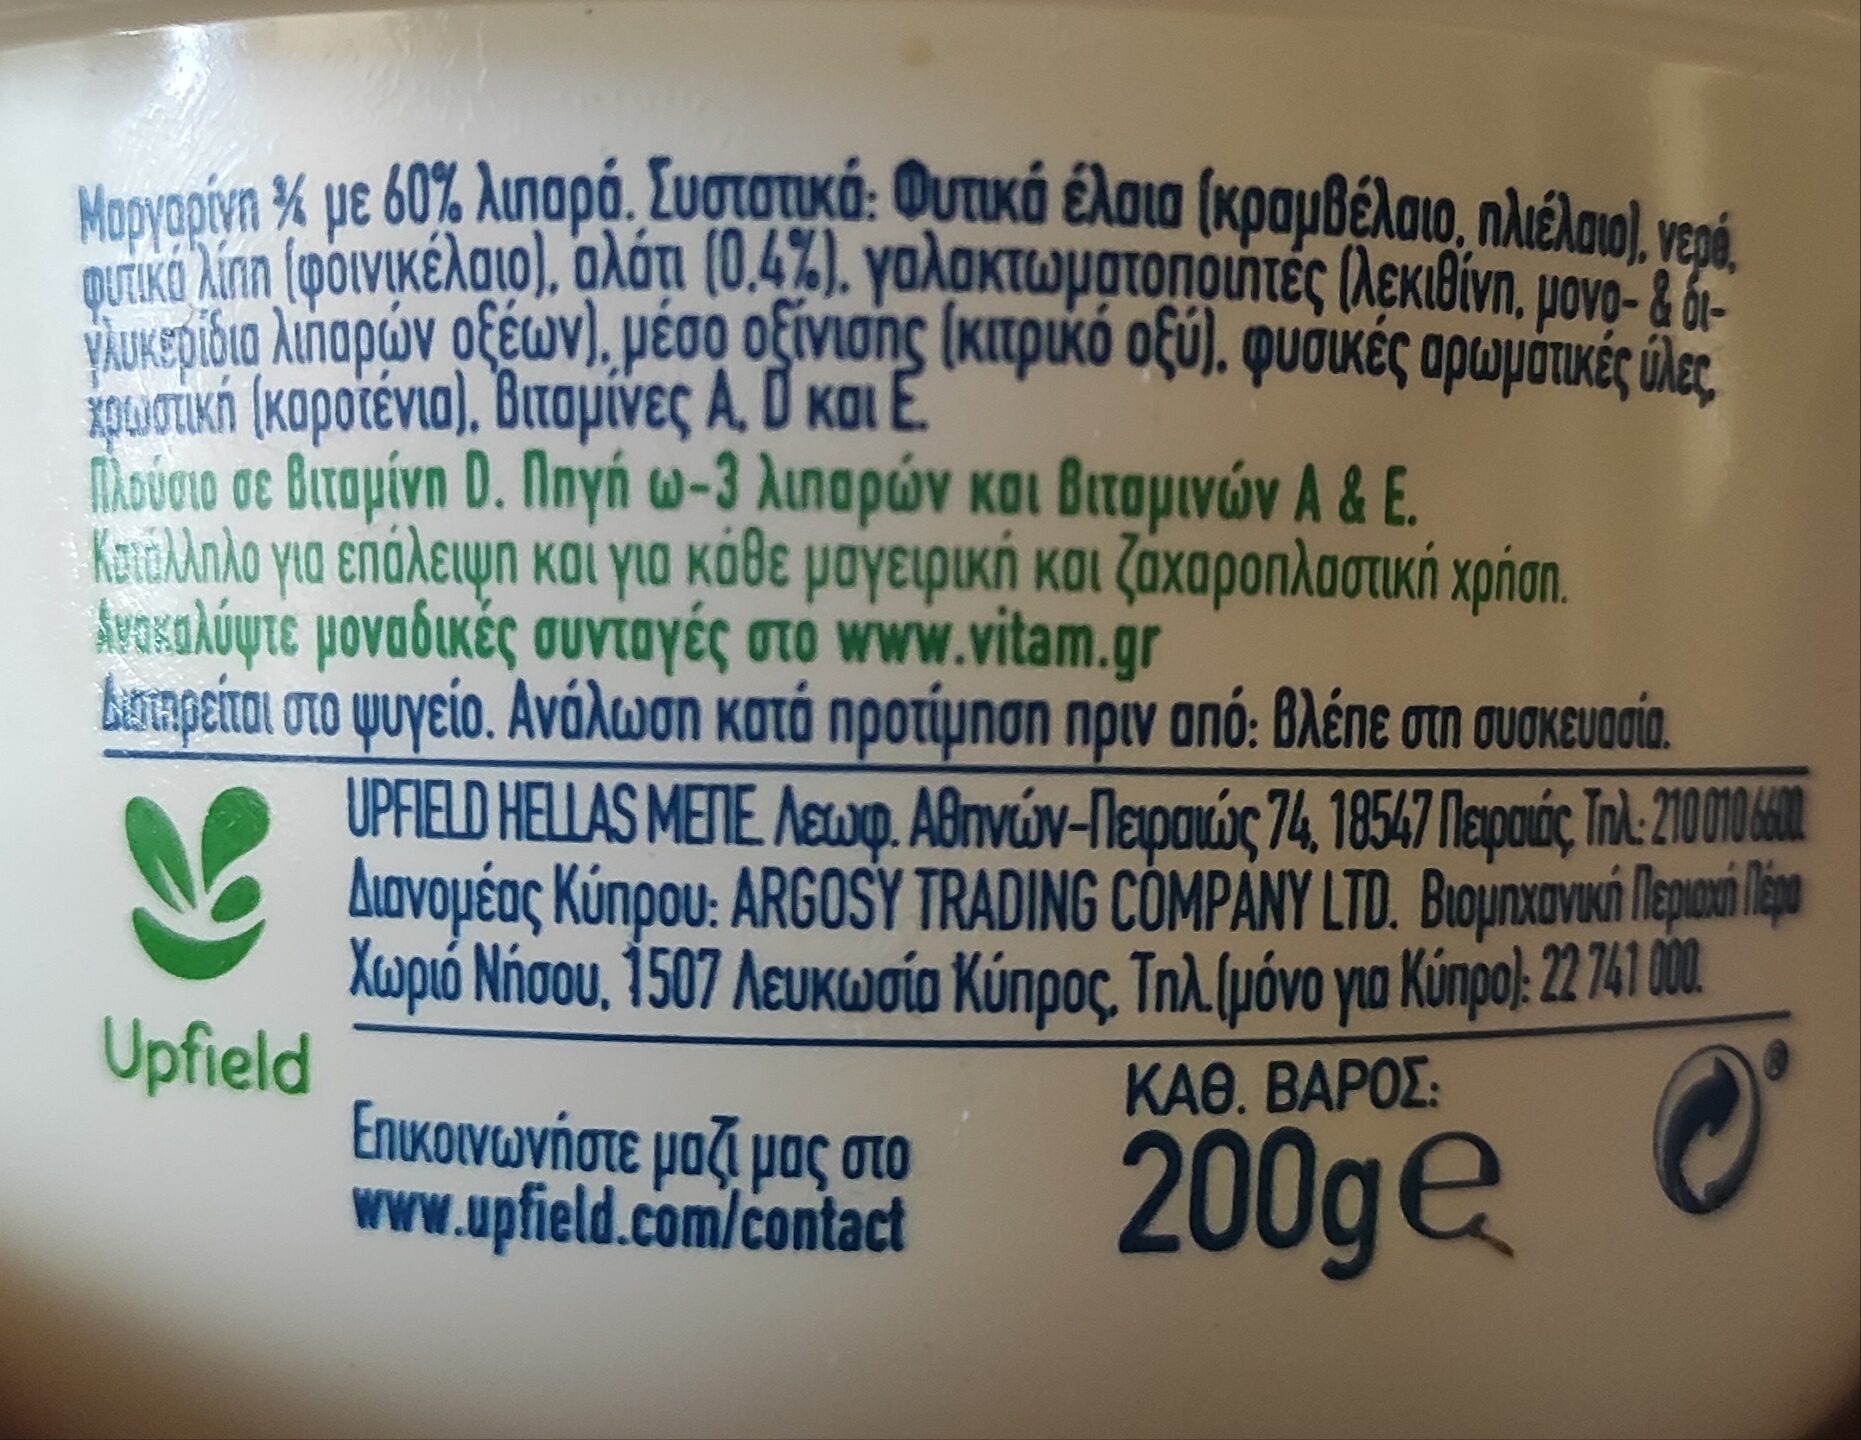 Μαργαρίνη ¾ με 60% λιπαρά. Συστατικά: Φυτικά έλαια (κραμβέλαιο, ηλιέλαιο), νερό,
φυτικά λίπη (φοινικέλαιο), αλάτι (0,4%), γαλακτωματοποιητές (λεκιθίνη, μονο- & δι-
γλυκερίδια λιπαρών οξέων), μέσο οξίνισης (κιτρικό οξύ), φυσικές αρωματικές ύλες,
χρωστική (καροτένια), Βιταμίνες A, D και E.
Πλούσιο σε Βιταμίνη D. Πηγή ω-3 λιπαρών και Βιταμινών A & E.
Κατάλληλο για επάλειψη και για κάθε μαγειρική και ζαχαροπλαστική χρήση.
Ανακαλύψτε μοναδικές συνταγές στο www.vitam.gr
Διατηρείται στο ψυγείο. Ανάλωση κατά προτίμηση πριν από: Βλέπε στη συσκευασία.
UPFIELD HELLAS ΜΕΠΕ. Λεωφ. Αθηνών-Πειραιώς 74, 18547 Πειραιάς, Τηλ.: 210 010 6600.
Διανομέας Κύπρου: ARGOSY TRADING COMPANY LTD. Βιομηχανική Περιοχή Πέρα
Χωριό Νήσου, 1507 Λευκωσία Κύπρος, Τηλ.(μόνο για Κύπρο): 22 741 000.
Upfield
Επικοινωνήστε μαζί μας στο
www.upfield.com/contact
ΚΑΘ. ΒΑΡΟΣ:
200g e
®